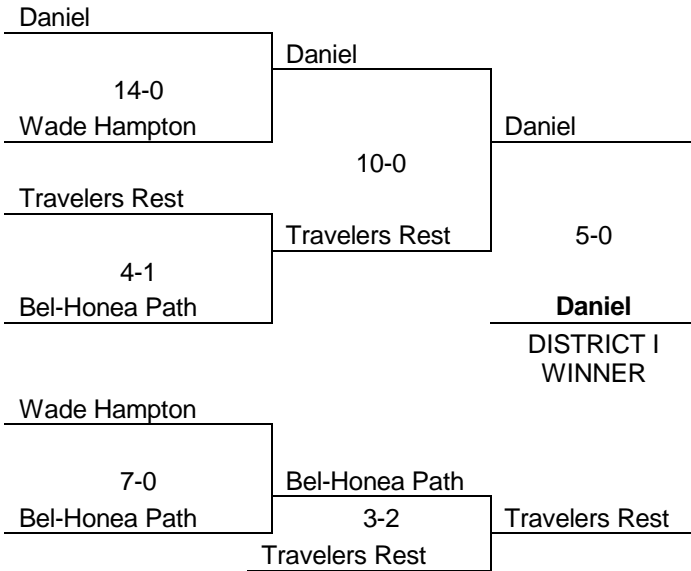 Daniel
Daniel
14-0
Wade Hampton
Daniel
10-0
Travelers Rest
Travelers Rest
5-0
4-1
Bel-Honea Path
Daniel
DISTRICT I
WINNER
Wade Hampton
7-0
Bel-Honea Path
Bel-Honea Path
3-2
Travelers Rest
Travelers Rest